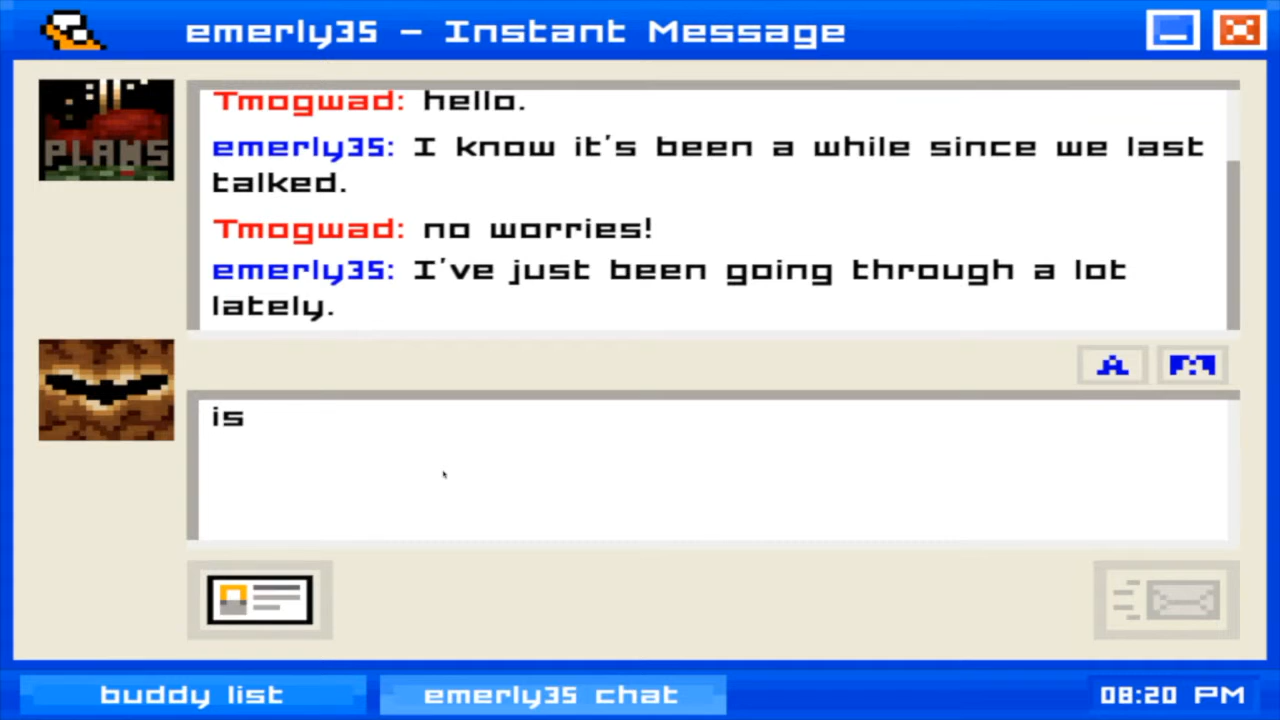 emerly35 - Instant Message
Tmogwad: hello.
emerly35: I know it's been a while since we last
talked.
Tmogwad: no worries!
emerly35: I've just been going through a lot
lately.
PLANS
A
is
buddy list
emerly35 chat
08:20 PM